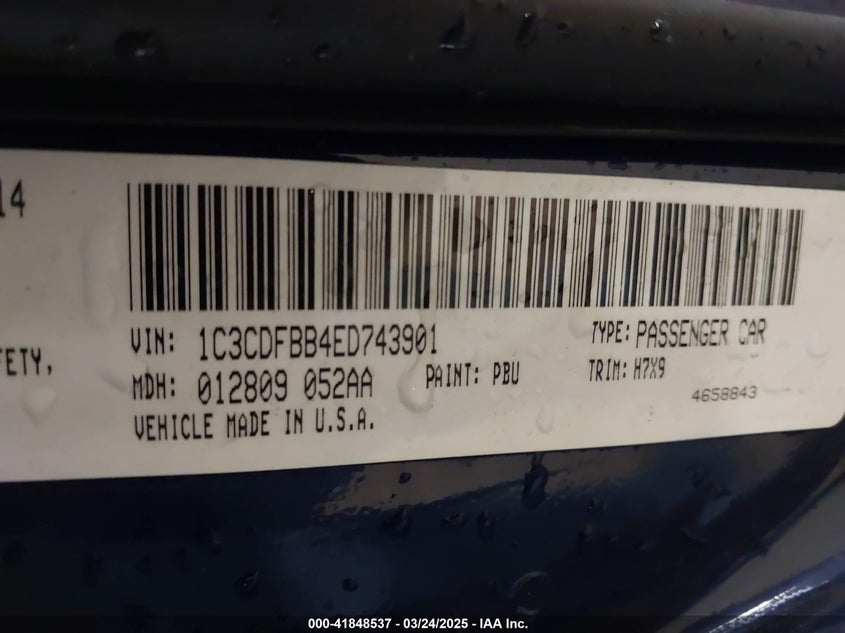 14
FETY,
VIN: 1C3CDFBB4ED743901
TYPE: PASSENGER CAR
MDH: 012809 052AA
PAINT: PBU
TRIM: H7X9
VEHICLE MADE IN U.S.A.
4658843
000-41848537 - 03/24/2025 - IAA Inc.